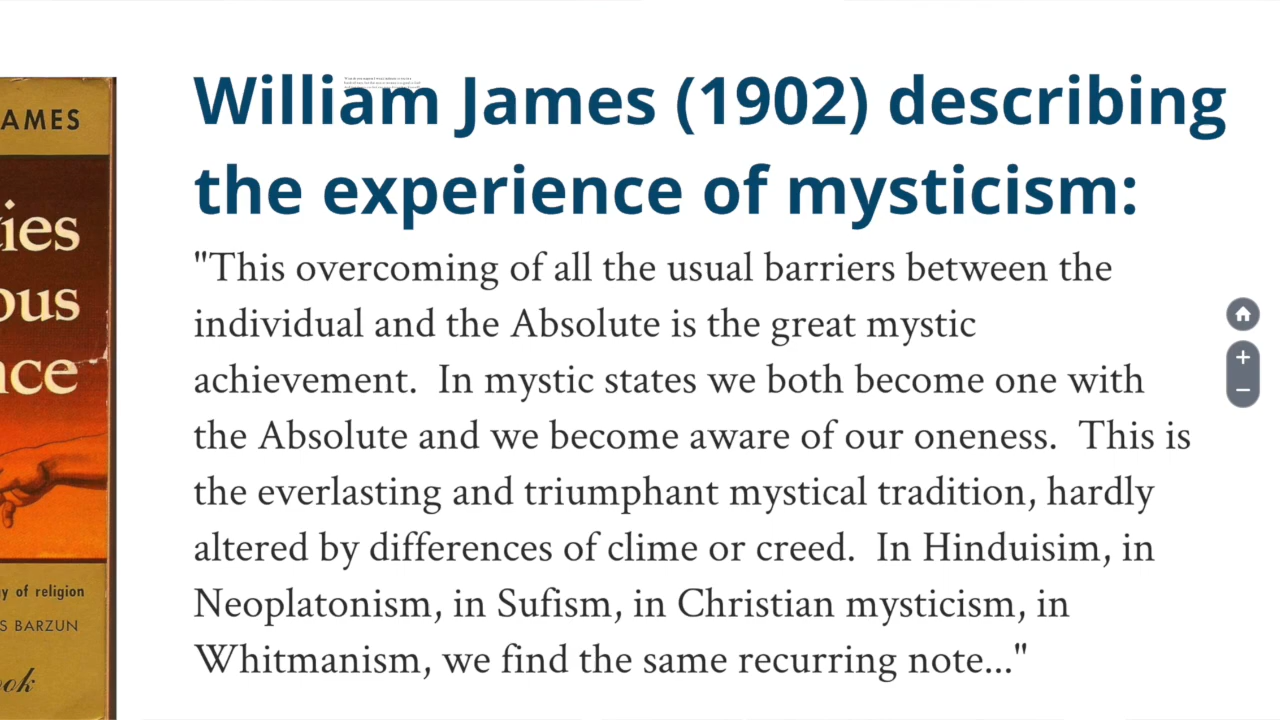 AMES
ies
ous
nce
y of religion
S BARZUN
ok
William James (1902) describing
the experience of mysticism:
"This overcoming of all the usual barriers between the
individual and the Absolute is the great mystic
achievement.  In mystic states we both become one with
the Absolute and we become aware of our oneness.  This is
the everlasting and triumphant mystical tradition, hardly
altered by differences of clime or creed.  In Hinduisim, in
Neoplatonism, in Sufism, in Christian mysticism, in
Whitmanism, we find the same recurring note..."